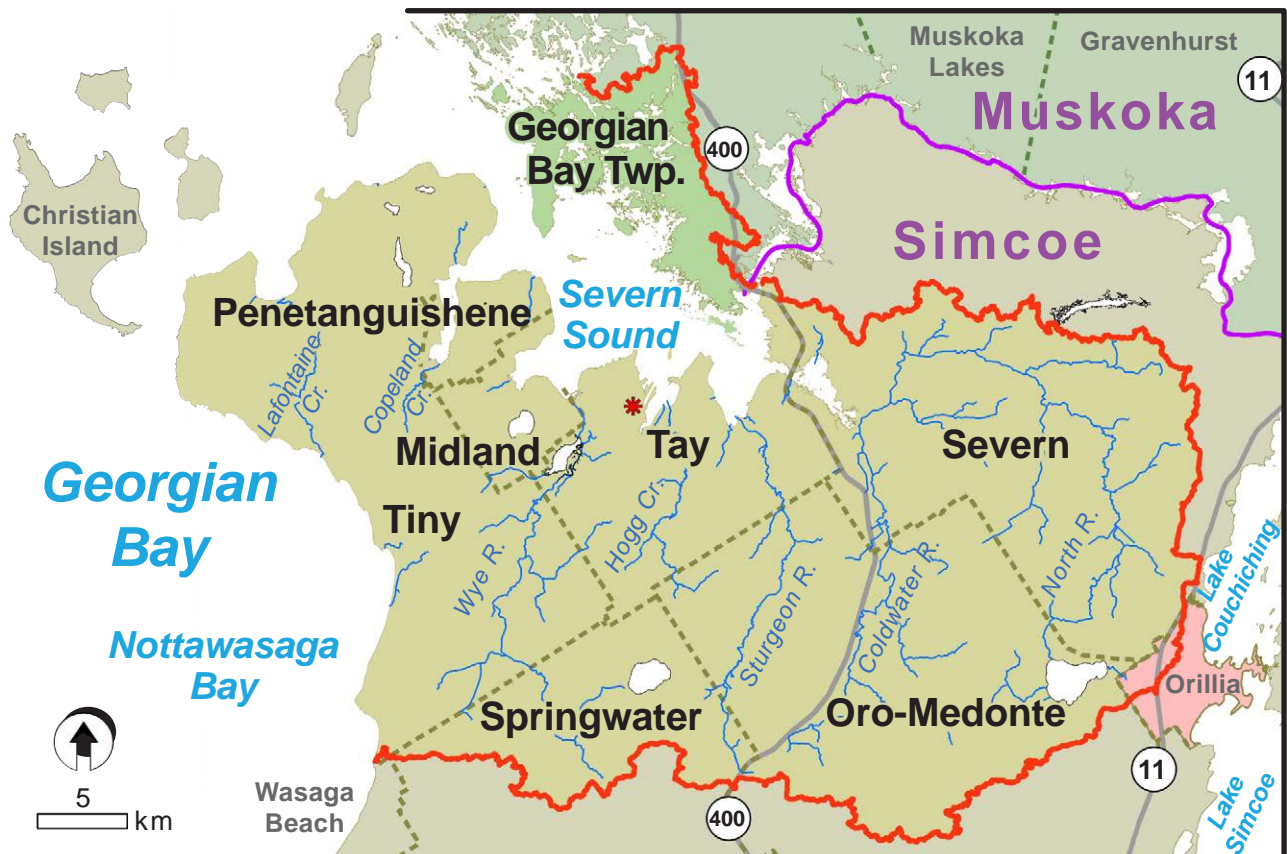 Muskoka
Lakes
Gravenhurst
11
Muskoka
Georgian
Bay Twp.
400
Christian
Island
Simcoe
Penetanguishene
Severn
Sound
Lafontaine
Cr.
Copeland
Cr.
Midland
Tay
Severn
Georgian
Bay
Tiny
Hogg Cr.
Wye R.
Sturgeon R.
Coldwater R.
North R.
Lake
Couchiching
Nottawasaga
Bay
Orillia
Springwater
Oro-Medonte
5
km
Wasaga
Beach
400
11
Lake
Simcoe